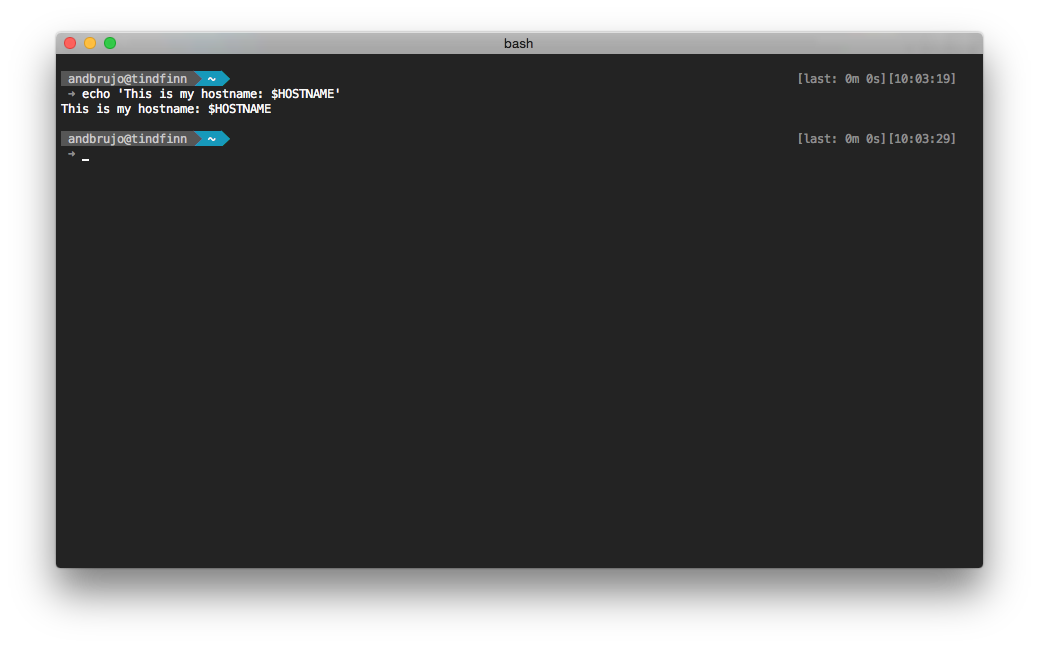 bash
andbrujo@tindfinn ~ [last: 0m 0s][10:03:19]
➜ echo 'This is my hostname: $HOSTNAME'
This is my hostname: $HOSTNAME
andbrujo@tindfinn ~ [last: 0m 0s][10:03:29]
➜ _